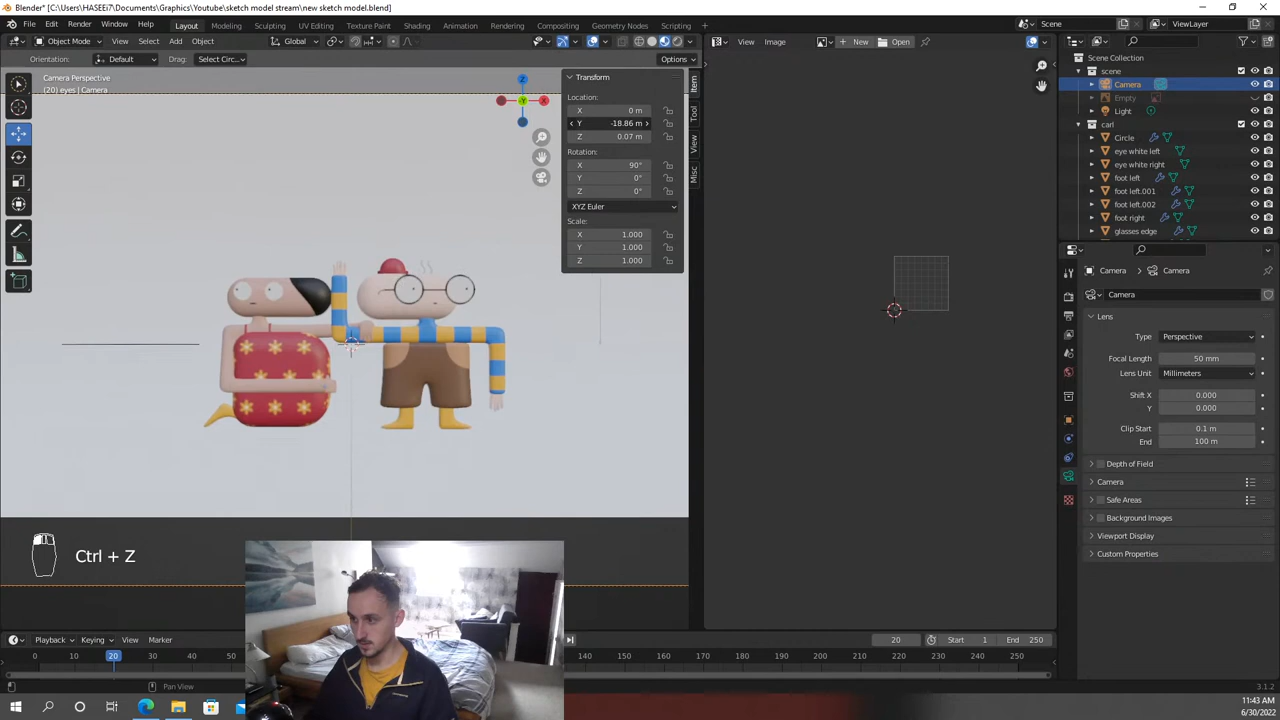 Blender* [C:\Users\HASEEi7\Documents\Graphics\Youtube\sketch model stream\new sketch model.blend]
File Edit Render Window Help Layout Modeling Sculpting UV Editing Texture Paint Shading Animation Rendering Compositing Geometry Nodes Scripting Scene ViewLayer
Object Mode View Select Add Object Global View Image New Open
Orientation: Default Drag: Select Circ... Options
Scene Collection
Camera Perspective
(20) eyes | Camera
Transform
Location:
X 0 m
Y -18.86 m
Z 0.07 m
Rotation:
X 90°
Y 0°
Z 0°
XYZ Euler
Scale:
X 1.000
Y 1.000
Z 1.000
Item
Tool
View
Misc
Z
Y
X
scene
Camera
Empty
Light
carl
Circle
eye white left
eye white right
foot left
foot left.001
foot left.002
foot right
glasses edge
Camera Camera
Camera
Lens
Type Perspective
Focal Length 50 mm
Lens Unit Millimeters
Shift X 0.000
Y 0.000
Clip Start 0.1 m
End 100 m
Depth of Field
Camera
Safe Areas
Background Images
Viewport Display
Custom Properties
Ctrl + Z
Playback Keying View Marker 20 Start 1 End 250
0 10 20 30 40 50 170 180 190 200 210 220 230 240 250
Pan View
3.1.2
11:43 AM
6/30/2022